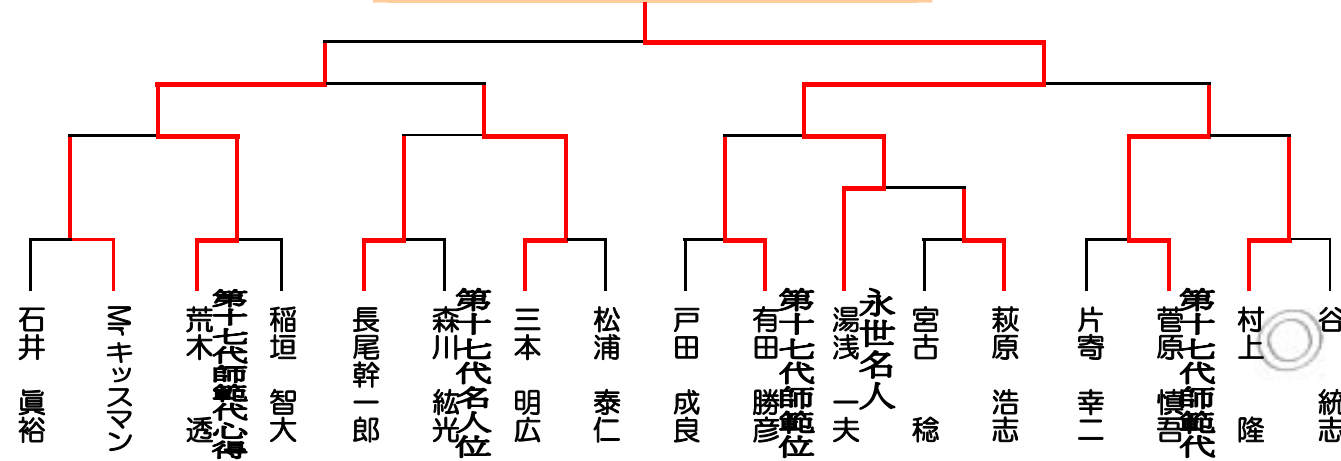 石井 眞裕
Mr.キッスマン
荒木 透
第十七代師範代心得
稲垣 智大
長尾幹一郎
森川 紘光
第十七代名人位
三本 明広
松浦 泰仁
戸田 成良
有田 勝彦
第十七代師範位
湯浅 一夫
永世名人
宮古 稔
萩原 浩志
片寄 幸二
菅原 慎吾
第十七代師範代
村上 隆
谷 統志